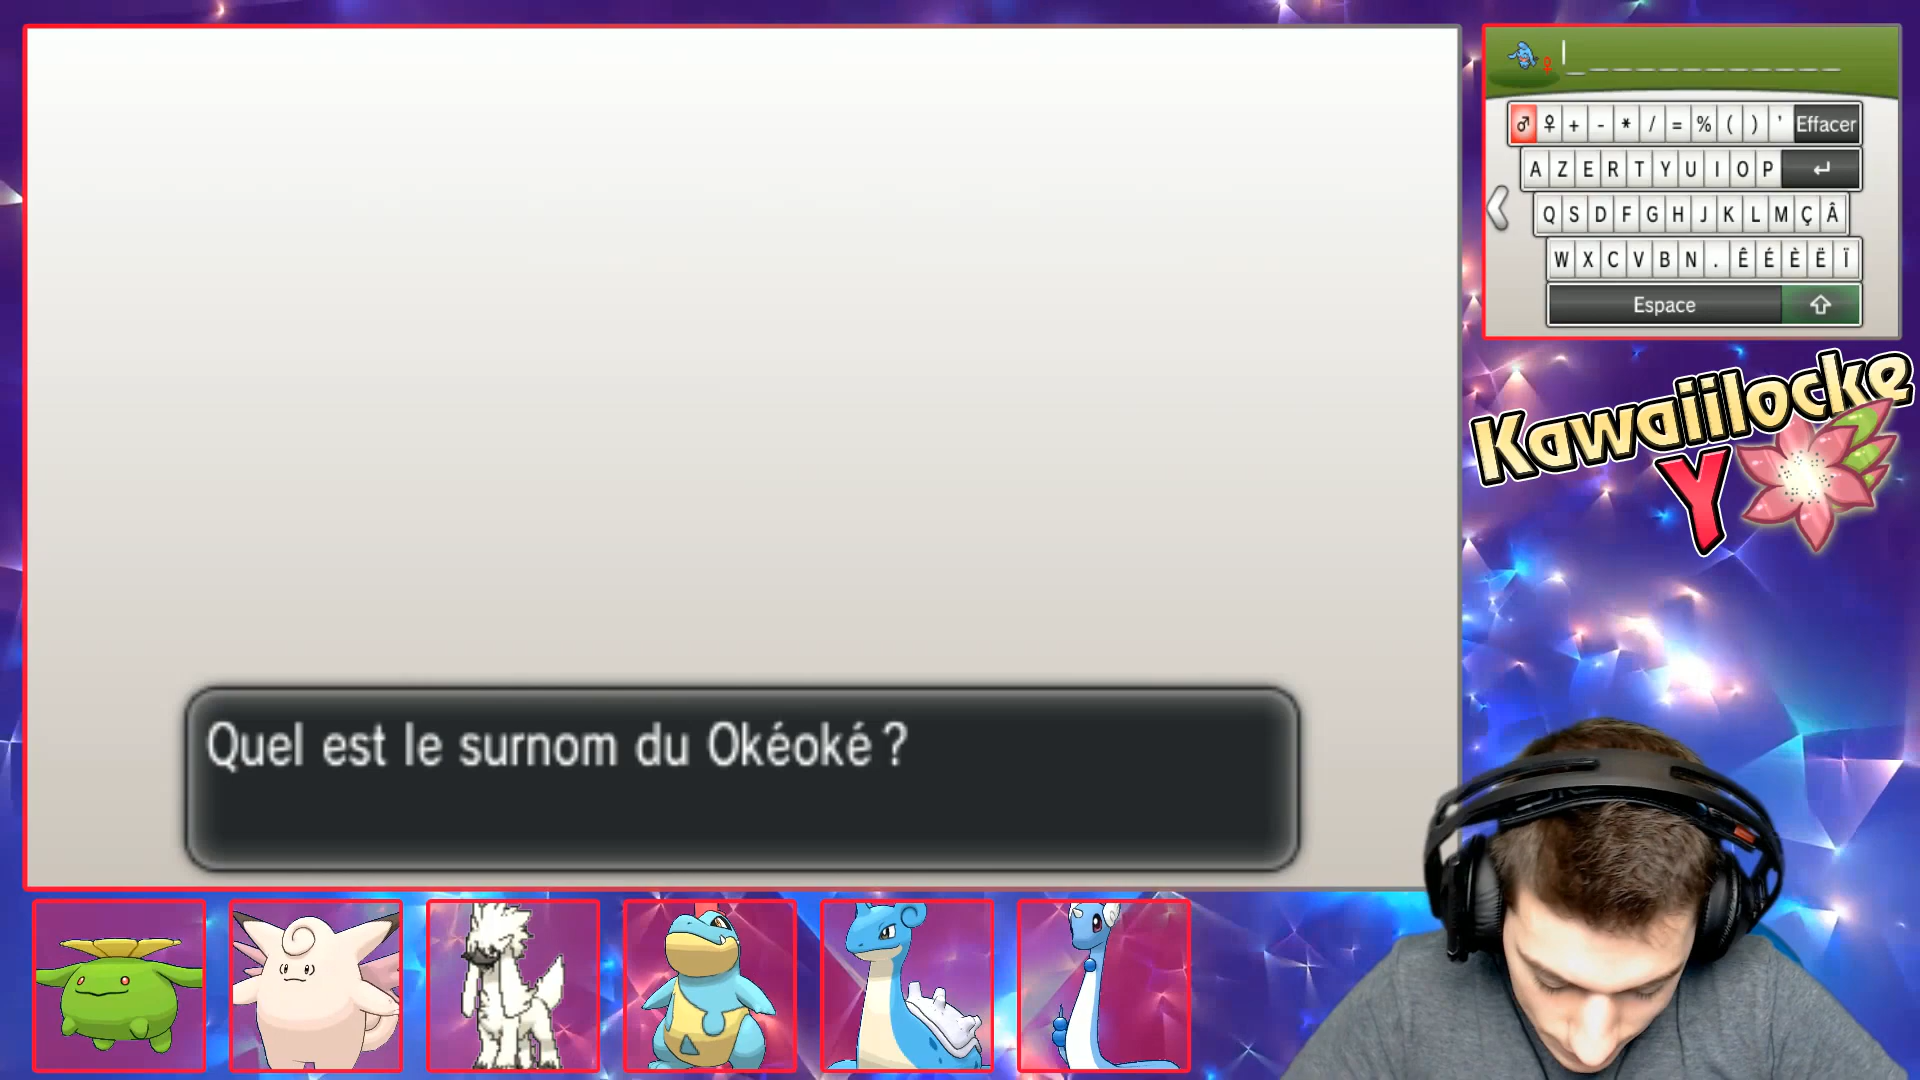 ♂ ♀ + - * / = % ( ) ' Effacer
A Z E R T Y U I O P ↵
Q S D F G H J K L M Ç Â
W X C V B N . Ê É È Ë Ï
Espace
Kawaiilocke
Y
Quel est le surnom du Okéoké ?